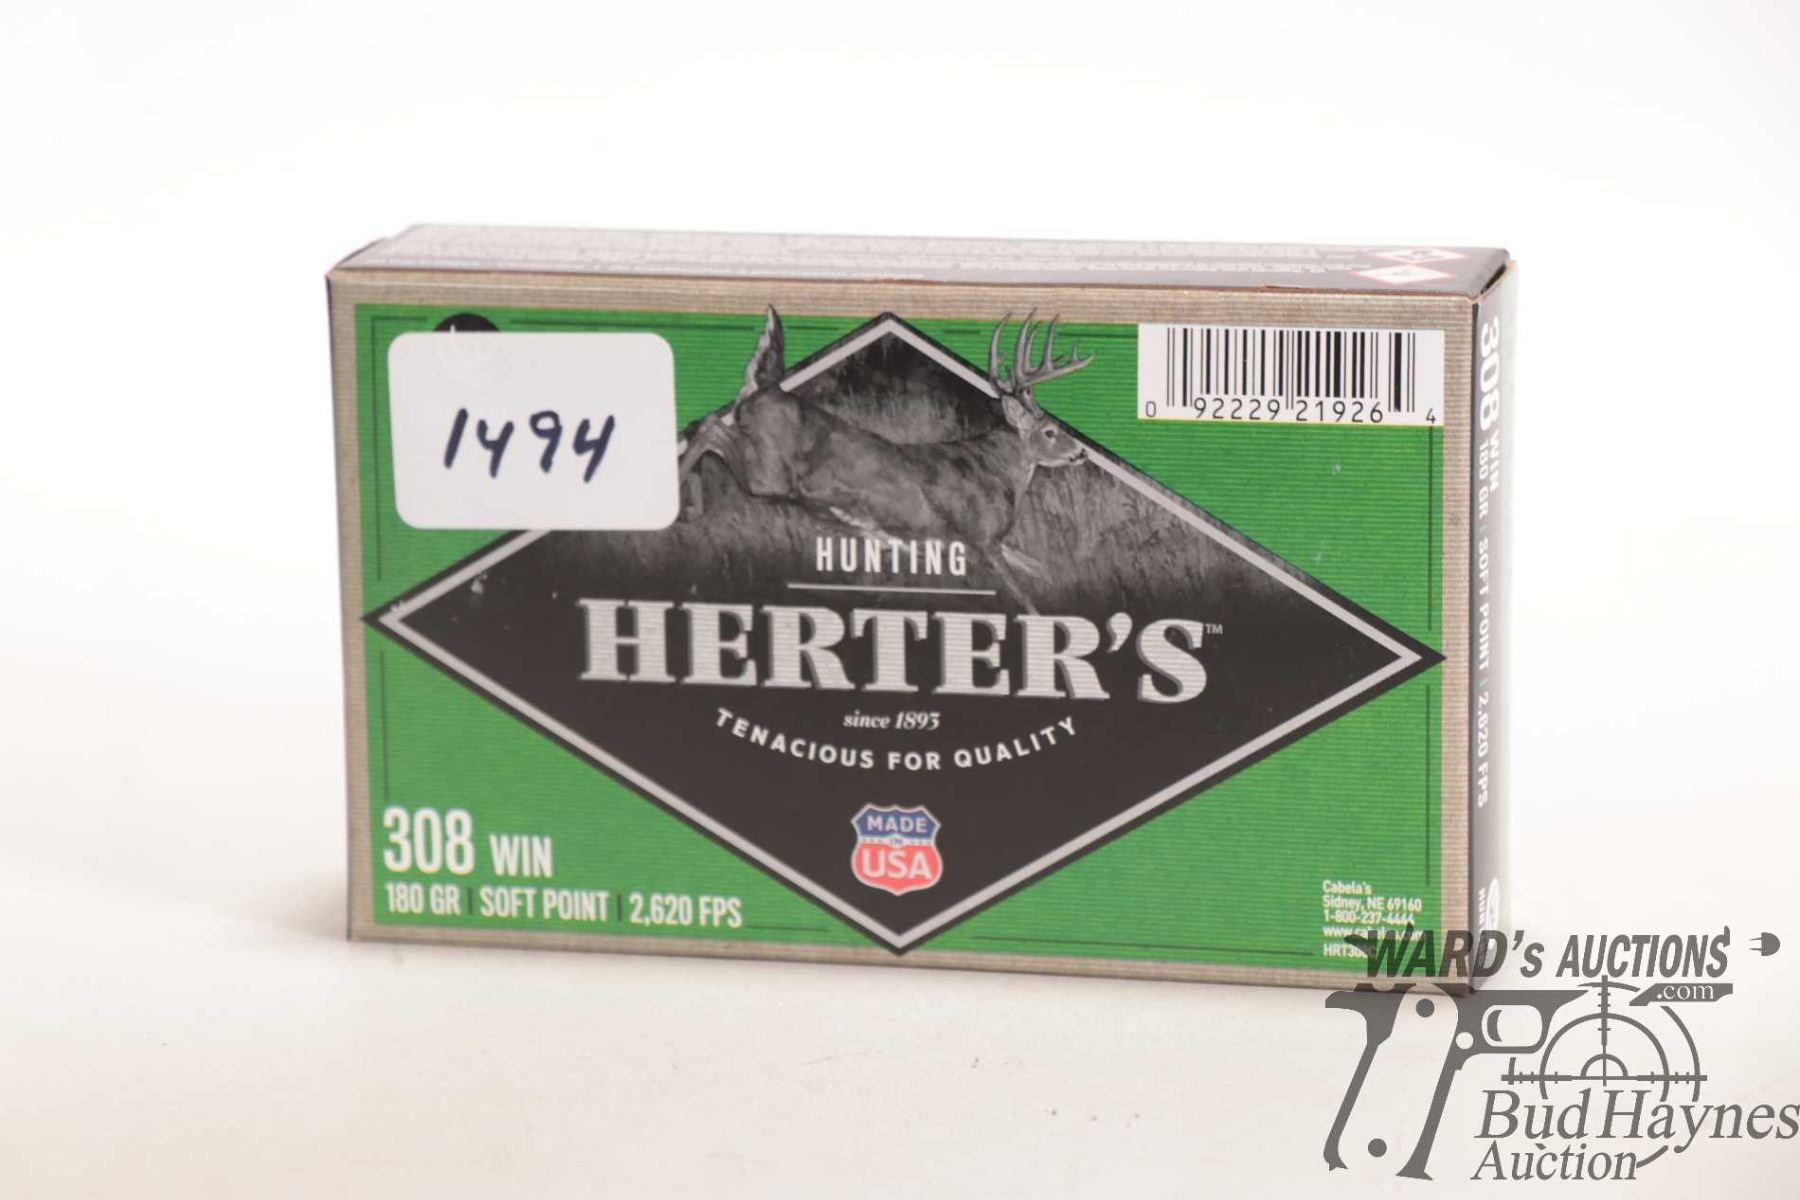 1494
0 92229 21926 4
HUNTING
HERTER'S™
since 1893
TENACIOUS FOR QUALITY
MADE
IN
USA
308 WIN
180 GR | SOFT POINT | 2,620 FPS
Cabela's
Sidney, NE 69160
1-800-237-4444
308 WIN
180 GR | SOFT POINT | 2,620 FPS
WARD's AUCTIONS
.com
Bud Haynes
Auction